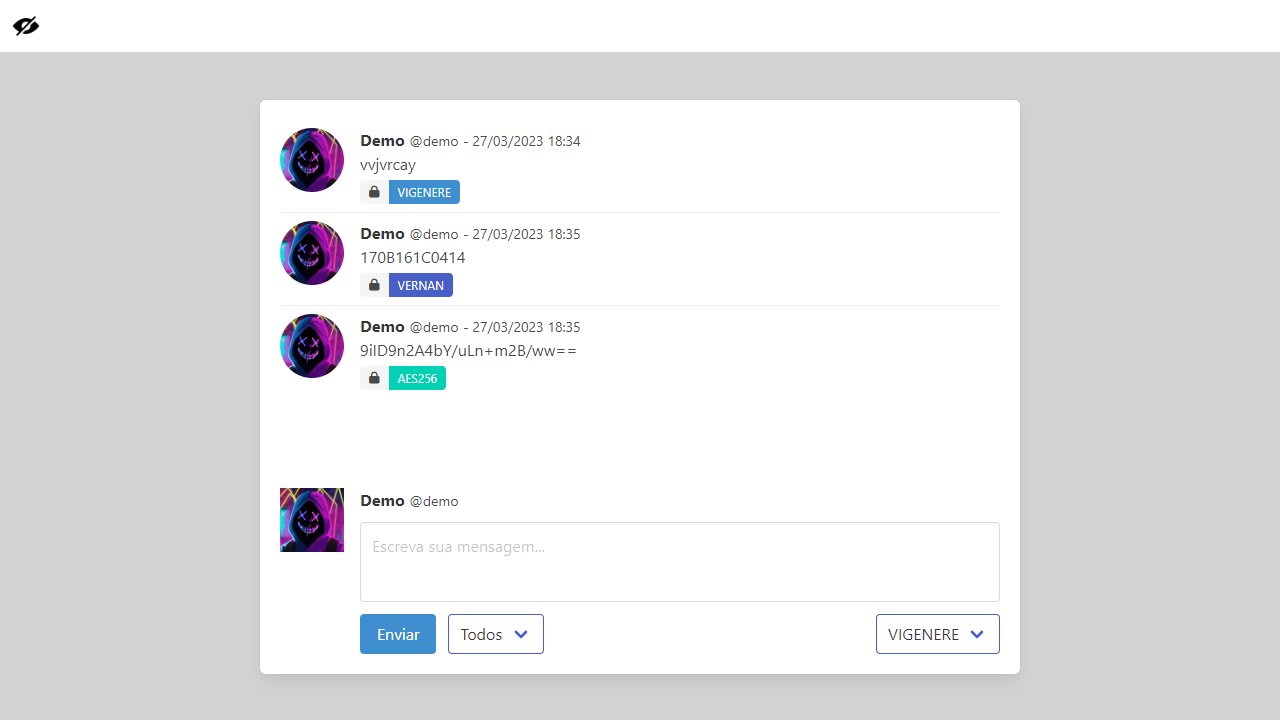 Demo @demo - 27/03/2023 18:34
vvjvrcay
VIGENERE
Demo @demo - 27/03/2023 18:35
170B161C0414
VERNAN
Demo @demo - 27/03/2023 18:35
9ilD9n2A4bY/uLn+m2B/ww==
AES256
Demo @demo
Escreva sua mensagem...
Enviar
Todos
VIGENERE